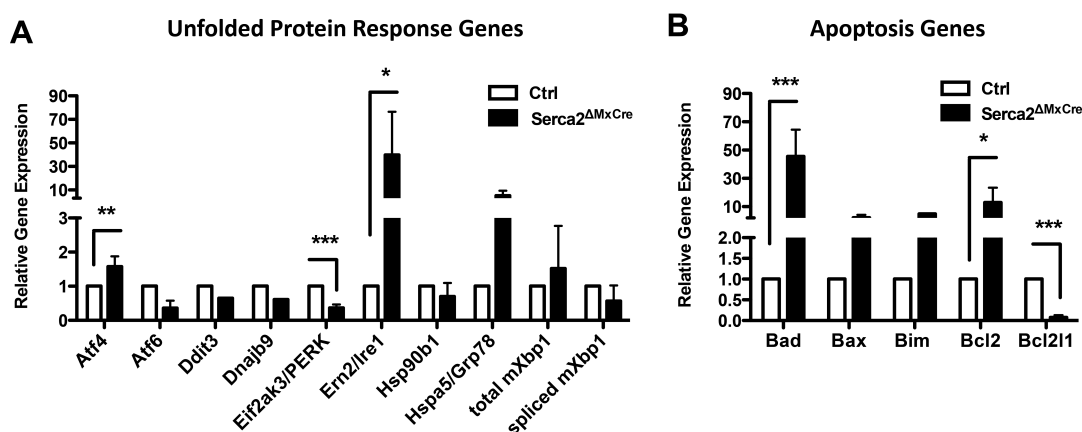 A
Unfolded Protein Response Genes
Relative Gene Expression
Relative Gene Expression
90
70
50
30
10
3
2
1
0
**
***
*
Ctrl
Serca2ΔMxCre
Atf4
Atf6
Ddit3
Dnajb9
Eif2ak3/PERK
Ern2/Ire1
Hsp90b1
Hspa5/Grp78
total mXbp1
spliced mXbp1
B
Apoptosis Genes
Relative Gene Expression
90
70
50
30
10
2.0
1.5
1.0
0.5
0.0
***
*
***
Ctrl
Serca2ΔMxCre
Bad
Bax
Bim
Bcl2
Bcl2l1